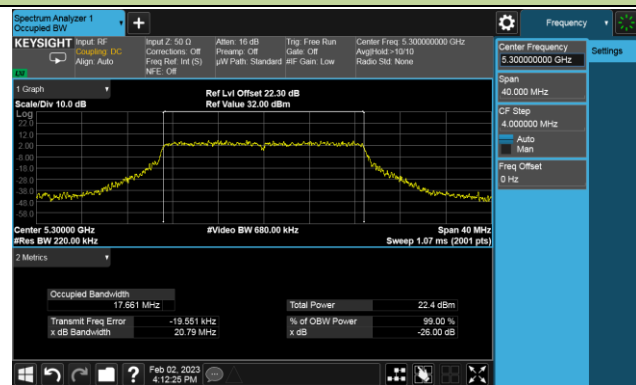 Spectrum Analyzer 1
Occupied BW
Frequency
KEYSIGHT
Input: RF
Coupling: DC
Align: Auto
Input Z: 50 Ω
Corrections: Off
Freq Ref: Int (S)
NFE: Off
Atten: 16 dB
Preamp: Off
µW Path: Standard
Trig: Free Run
Gate: Off
#IF Gain: Low
Center Freq: 5.300000000 GHz
Avg|Hold:>10/10
Radio Std: None
Center Frequency
5.300000000 GHz
Settings
Span
40.000 MHz
CF Step
4.000000 MHz
Auto
Man
Freq Offset
0 Hz
1 Graph
Scale/Div 10.0 dB
Ref Lvl Offset 22.30 dB
Ref Value 32.00 dBm
Log
22.0
12.0
2.00
-8.00
-18.0
-28.0
-38.0
-48.0
-58.0
Center 5.30000 GHz
#Res BW 220.00 kHz
#Video BW 680.00 kHz
Span 40 MHz
Sweep 1.07 ms (2001 pts)
2 Metrics
Occupied Bandwidth
17.661 MHz
Total Power 22.4 dBm
Transmit Freq Error -19.551 kHz
% of OBW Power 99.00 %
x dB Bandwidth 20.79 MHz
x dB -26.00 dB
Feb 02, 2023
4:12:25 PM